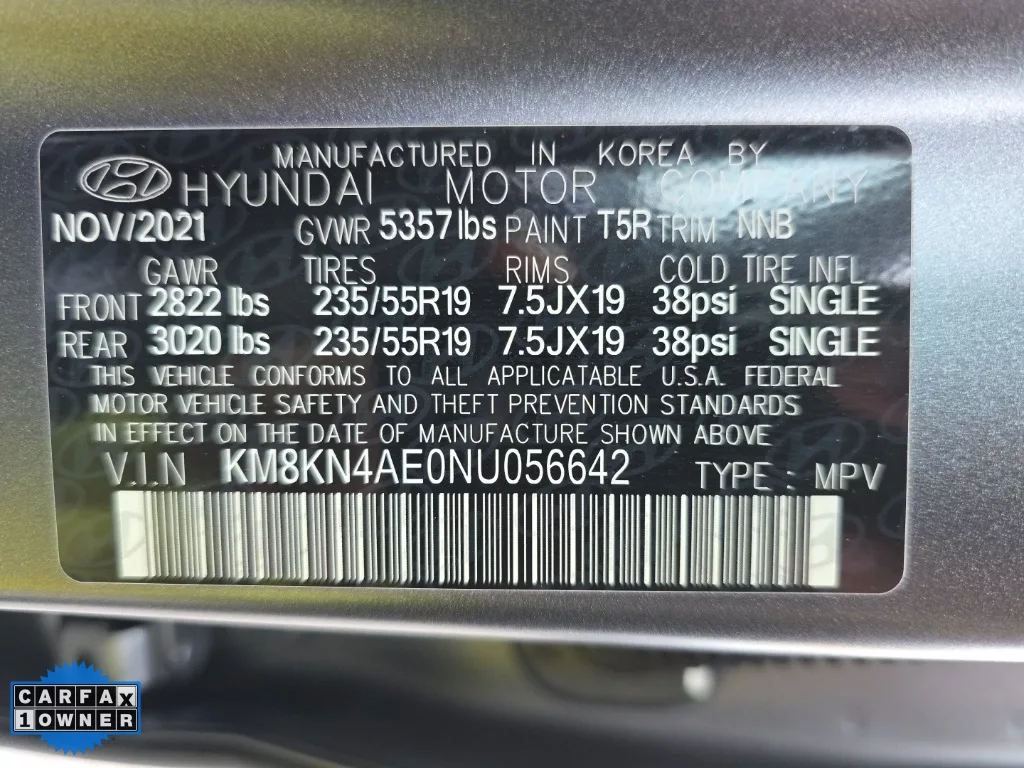 MANUFACTURED IN KOREA BY
HYUNDAI MOTOR COMPANY
NOV/2021 GVWR 5357lbs PAINT T5R TRIM NNB
GAWR TIRES RIMS COLD TIRE INFL.
FRONT 2822 lbs 235/55R19 7.5JX19 38psi SINGLE
REAR 3020 lbs 235/55R19 7.5JX19 38psi SINGLE
THIS VEHICLE CONFORMS TO ALL APPLICATABLE U.S.A. FEDERAL
MOTOR VEHICLE SAFETY AND THEFT PREVENTION STANDARDS
IN EFFECT ON THE DATE OF MANUFACTURE SHOWN ABOVE.
V.I.N KM8KN4AE0NU056642 TYPE : MPV
CARFAX
1 OWNER